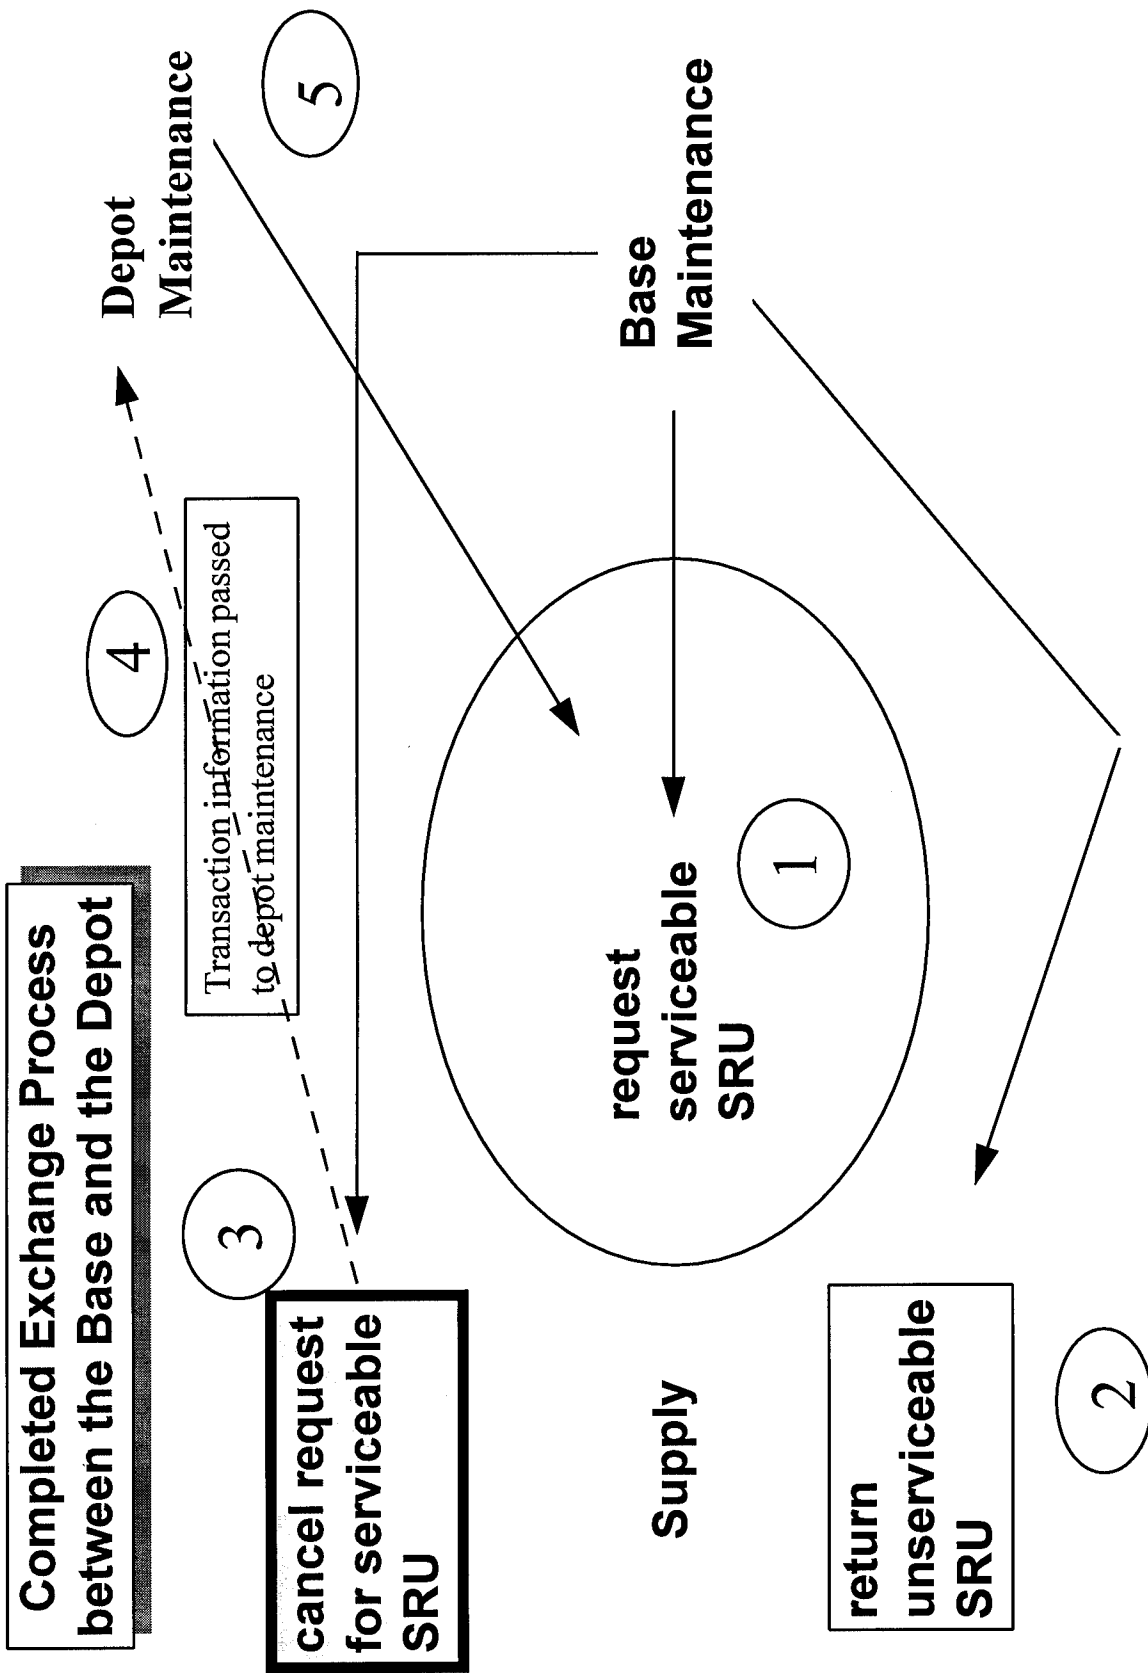 Completed Exchange Process
between the Base and the Depot
4
Depot
Maintenance
3
Transaction information passed
to depot maintenance
5
cancel request
for serviceable
SRU
request
serviceable
SRU
1
Base
Maintenance
Supply
return
unserviceable
SRU
2